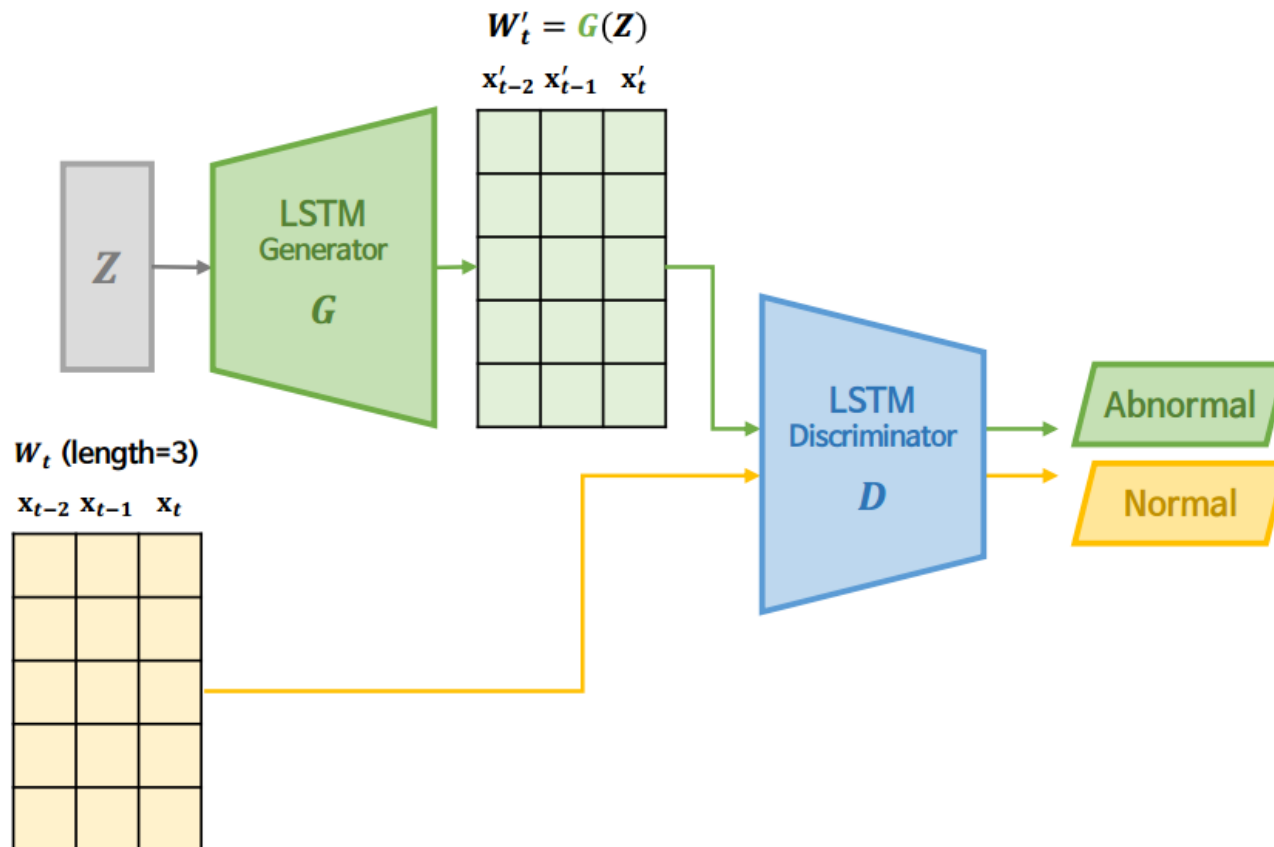 W′ₜ = G(Z)
x′ₜ₋₂ x′ₜ₋₁ x′ₜ
Z
LSTM
Generator
G
LSTM
Discriminator
D
Abnormal
Normal
Wₜ (length=3)
xₜ₋₂ xₜ₋₁ xₜ